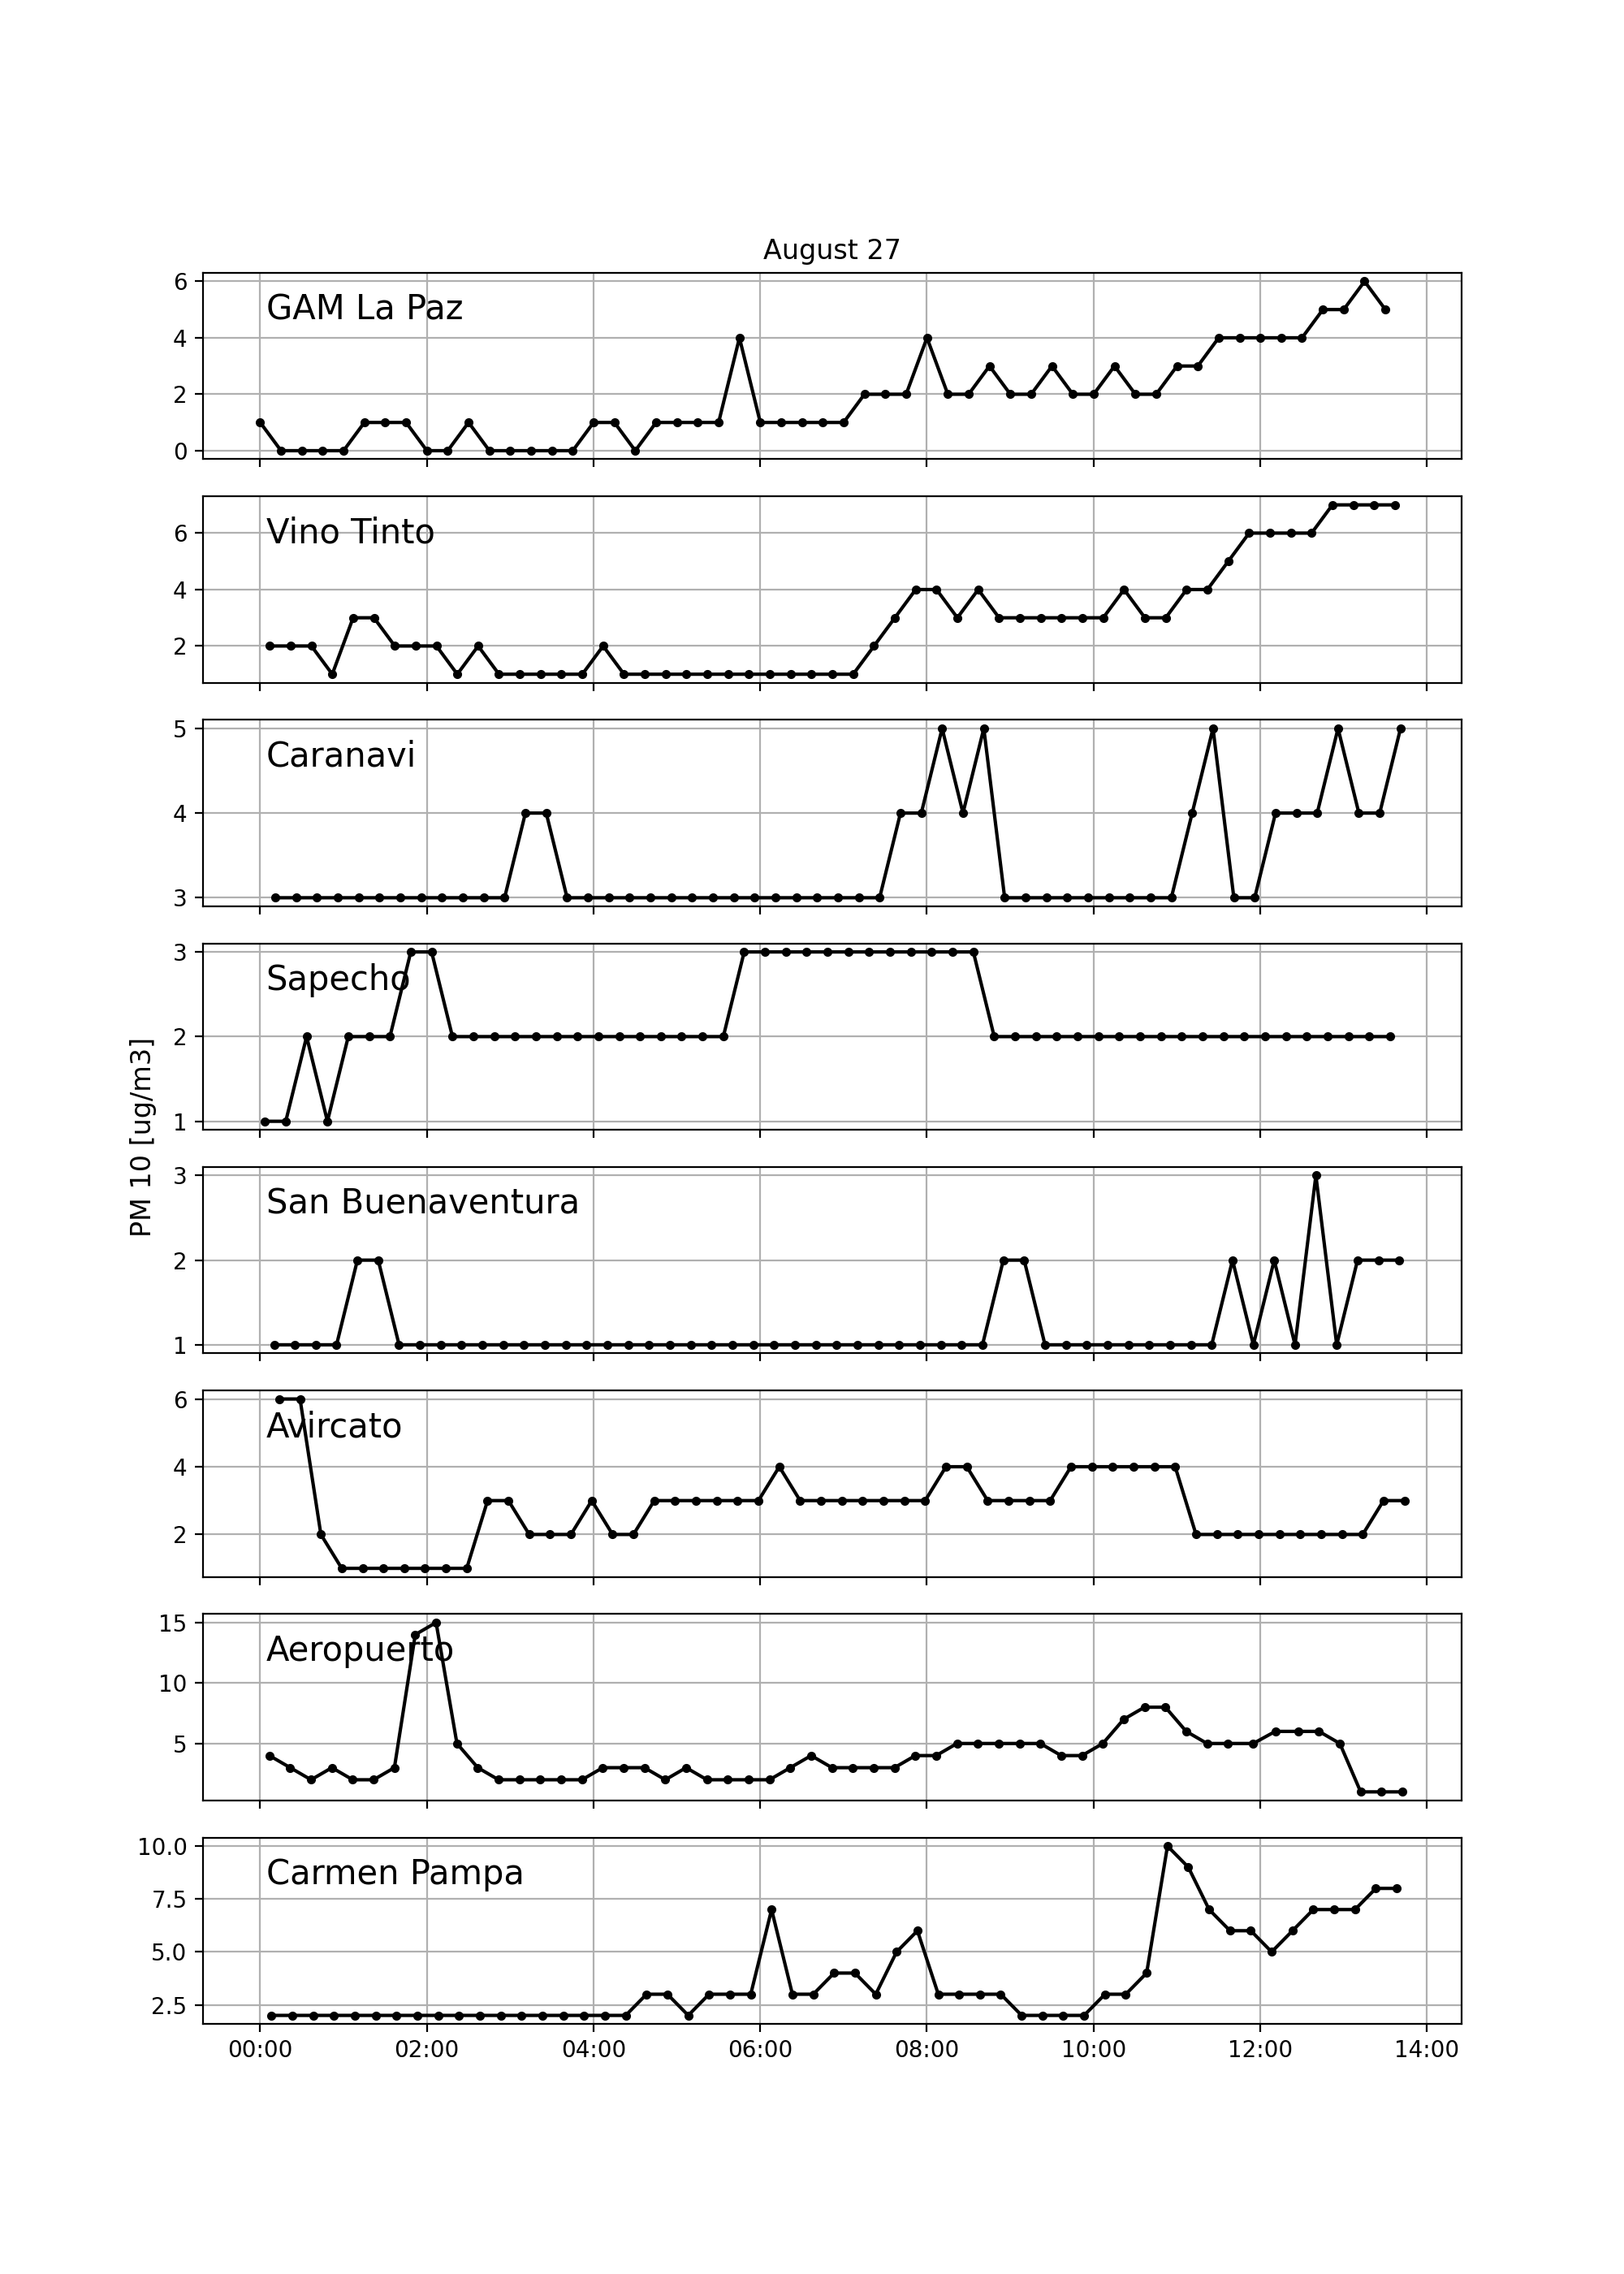 August 27
PM 10 [ug/m3]
GAM La Paz
6
4
2
0
Vino Tinto
6
4
2
Caranavi
5
4
3
Sapecho
3
2
1
San Buenaventura
3
2
1
Avircato
6
4
2
Aeropuerto
15
10
5
Carmen Pampa
10.0
7.5
5.0
2.5
00:00 02:00 04:00 06:00 08:00 10:00 12:00 14:00